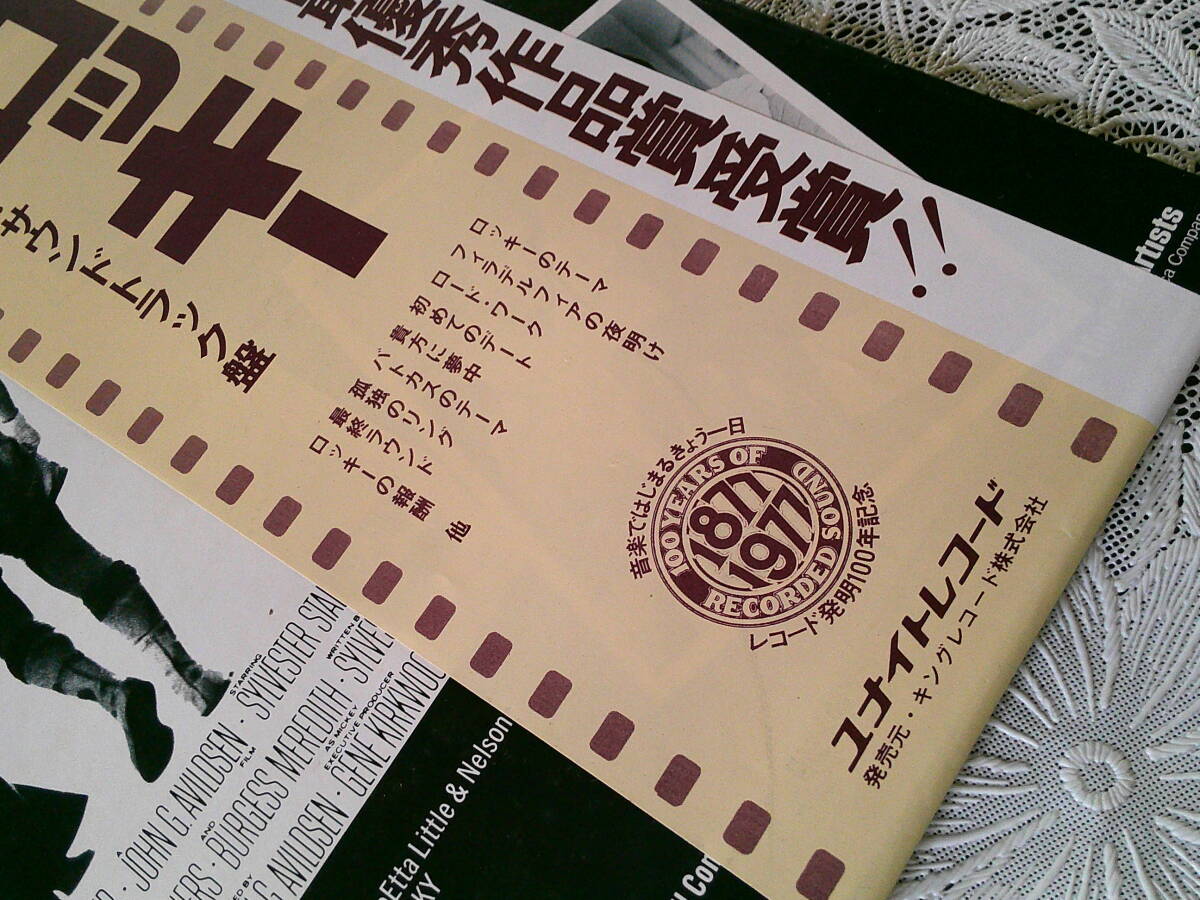 優秀作品賞受賞!!
ロッキー
サウンドトラック盤
ロッキーのテーマ
フィラデルフィアの夜明け
ロード・ワーク
初めてのデート
貴方に夢中
バトカスのテーマ
孤独のリング
最終ラウンド
ロッキーの報酬 他
音楽ではじまるきょう一日
100 YEARS OF
1877
1977
RECORDED SOUND
レコード発明100年記念
ユナイトレコード
発売元・キングレコード株式会社
rtists
a Compa
STARRING
JOHN G. AVILDSEN · SYLVESTER STAL
FILM
WRITTEN B
AND
BURGESS MEREDITH · SYLVE
AS MICKEY
EXECUTIVE PRODUCER
ED BY
G. AVILDSEN · GENE KIRKWOO
Etta Little & Nelson
KY